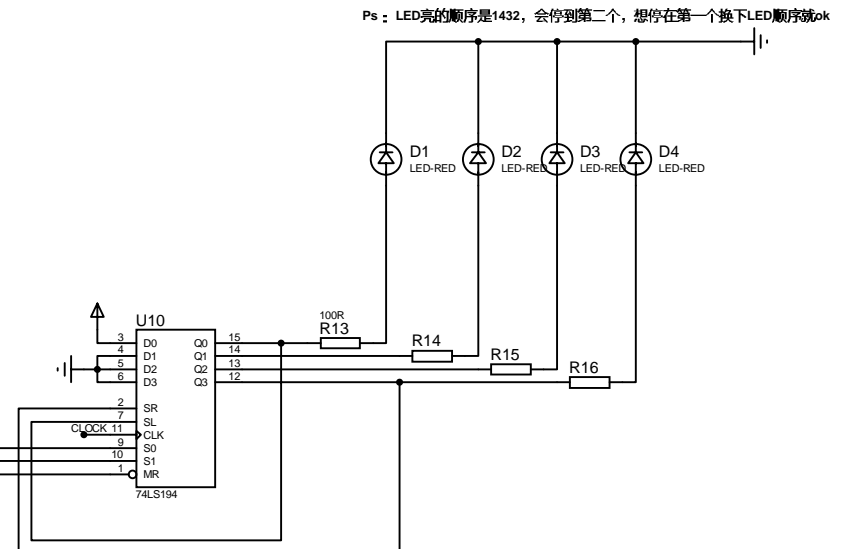 Ps：LED亮的顺序是1432，会停到第二个，想停在第一个换下LED顺序就ok
D1
LED-RED
D2
LED-RED
D3
LED-RED
D4
LED-RED
U10
100R
R13
R14
R15
R16
3 D0 Q0 15
4 D1 Q1 14
5 D2 Q2 13
6 D3 Q3 12
2 SR
7 SL
CLOCK 11 CLK
9 S0
10 S1
1 MR
74LS194